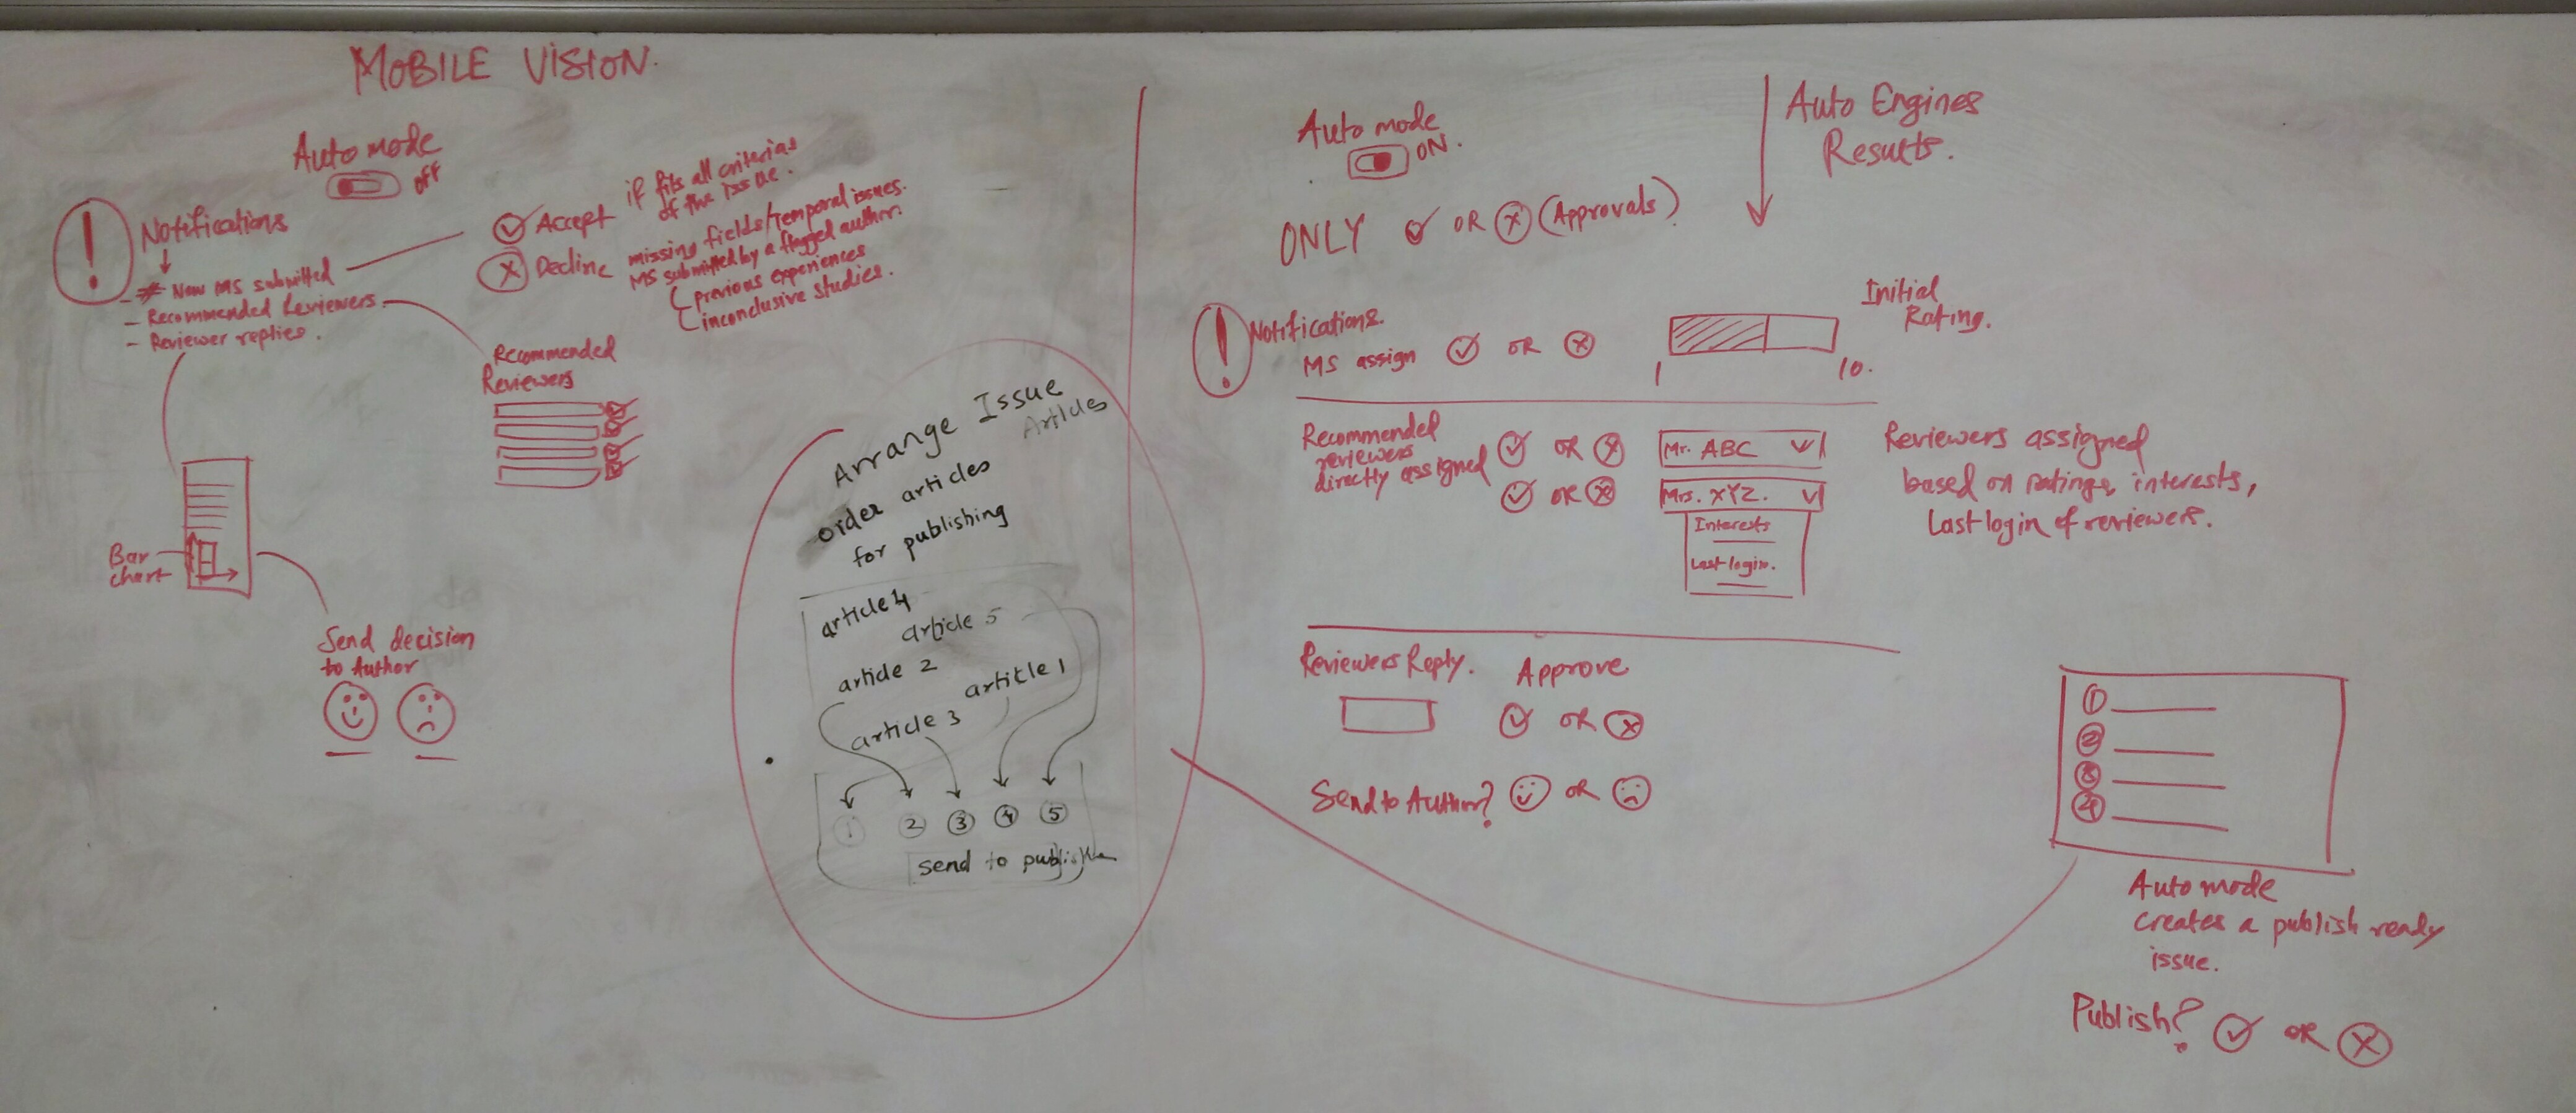 MOBILE VISION.
Auto mode
OFF
!
Notifications
- New MS submitted
- Recommended Reviewers.
- Reviewer replies.
Accept if fits all criterias
of the issue.
Decline missing fields/temporal issues.
MS submitted by a flagged author.
previous experiences
inconclusive studies.
Recommended
Reviewers
Bar
chart
Send decision
to Author
Arrange Issue
Articles
order articles
for publishing
article 4
article 5
article 2
article 1
article 3
1 2 3 4 5
send to publish
Auto mode
ON.
ONLY OR X (Approvals)
Auto Engines
Results.
!
Notifications.
MS assign OR X
Initial
Rating.
1 10.
Recommended
reviewers
directly assigned
OR X
OR X
Mr. ABC
Mrs. XYZ.
Interests
Last login.
Reviewers assigned
based on ratings, interests,
Last login of reviewers.
Reviewers Reply. Approve
OR X
Send to Author? OR
1
2
3
4
Auto mode
creates a publish ready
issue.
Publish? OR X